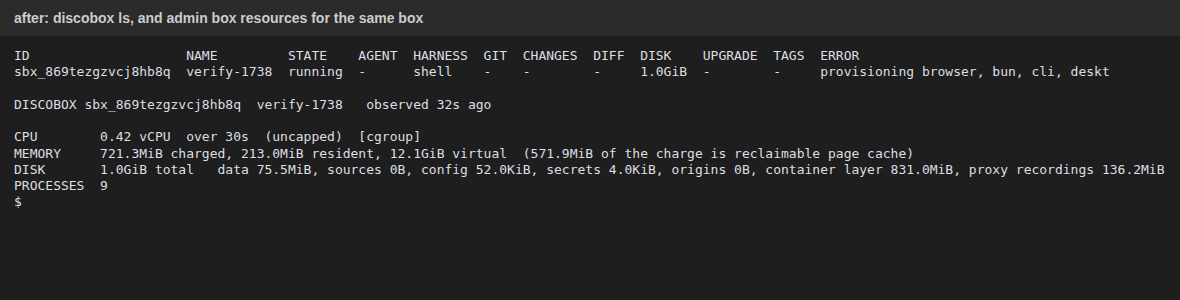 after: discobox ls, and admin box resources for the same box
ID                    NAME         STATE    AGENT  HARNESS  GIT  CHANGES  DIFF  DISK    UPGRADE  TAGS  ERROR
sbx_869tezgzvcj8hb8q  verify-1738  running  -      shell    -    -        -     1.0GiB  -        -     provisioning browser, bun, cli, deskt
DISCOBOX sbx_869tezgzvcj8hb8q  verify-1738   observed 32s ago
CPU        0.42 vCPU  over 30s  (uncapped)  [cgroup]
MEMORY     721.3MiB charged, 213.0MiB resident, 12.1GiB virtual  (571.9MiB of the charge is reclaimable page cache)
DISK       1.0GiB total   data 75.5MiB, sources 0B, config 52.0KiB, secrets 4.0KiB, origins 0B, container layer 831.0MiB, proxy recordings 136.2MiB
PROCESSES  9
$